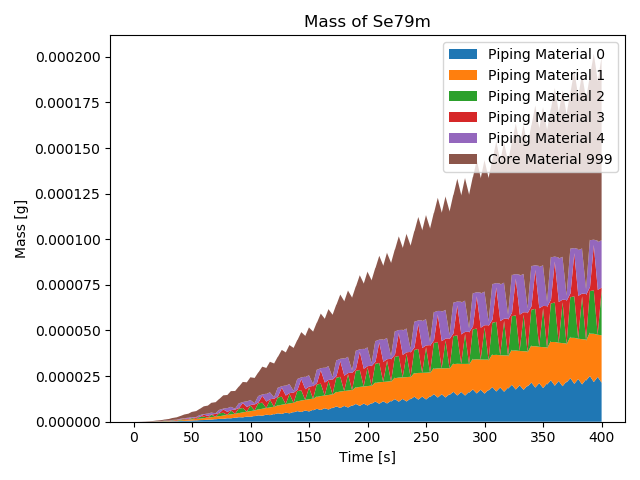 Mass of Se79m
Mass [g]
0.000200
0.000175
0.000150
0.000125
0.000100
0.000075
0.000050
0.000025
0.000000
Piping Material 0
Piping Material 1
Piping Material 2
Piping Material 3
Piping Material 4
Core Material 999
0 50 100 150 200 250 300 350 400
Time [s]